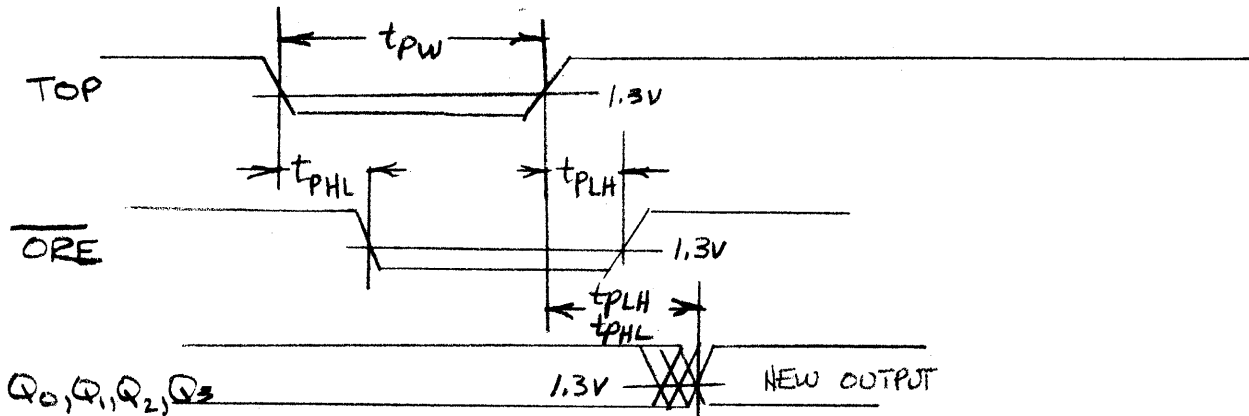 tPW
TOP
1.3V
tPHL
tPLH
ORE
1.3V
tPLH
tPHL
1.3V
NEW OUTPUT
Q0, Q1, Q2, Q3